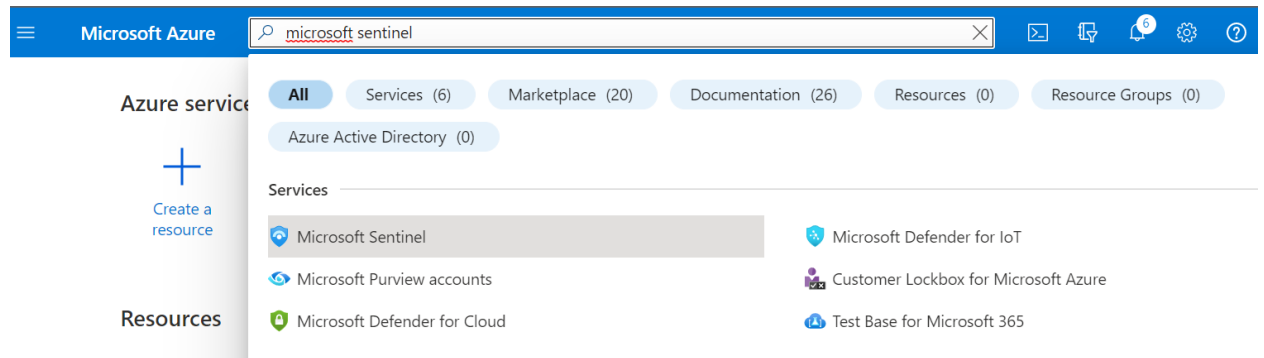 Microsoft Azure
microsoft sentinel
6
All
Services (6)
Marketplace (20)
Documentation (26)
Resources (0)
Resource Groups (0)
Azure Active Directory (0)
Azure service
Create a
resource
Resources
Services
Microsoft Sentinel
Microsoft Defender for IoT
Microsoft Purview accounts
Customer Lockbox for Microsoft Azure
Microsoft Defender for Cloud
Test Base for Microsoft 365